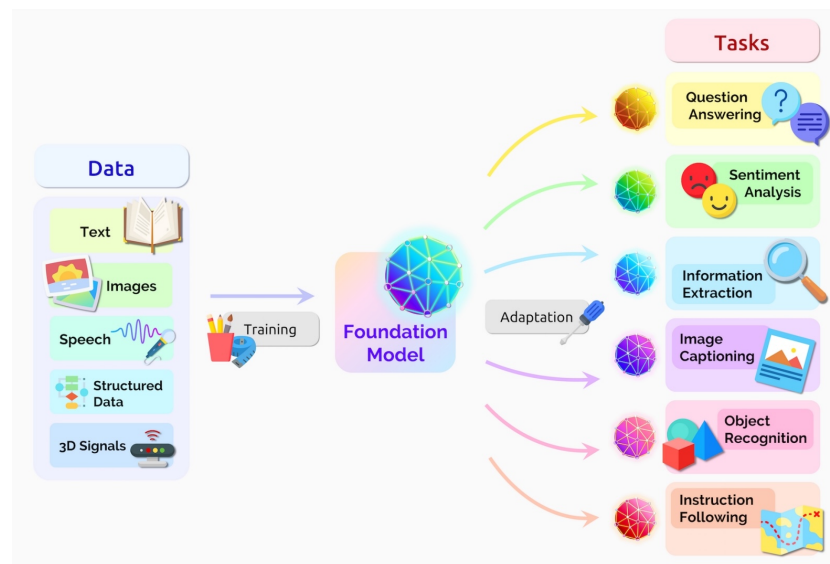 Data
Text
Images
Speech
Structured
Data
3D Signals
Training
Foundation
Model
Adaptation
Tasks
Question
Answering
?
Sentiment
Analysis
Information
Extraction
Image
Captioning
Object
Recognition
Instruction
Following